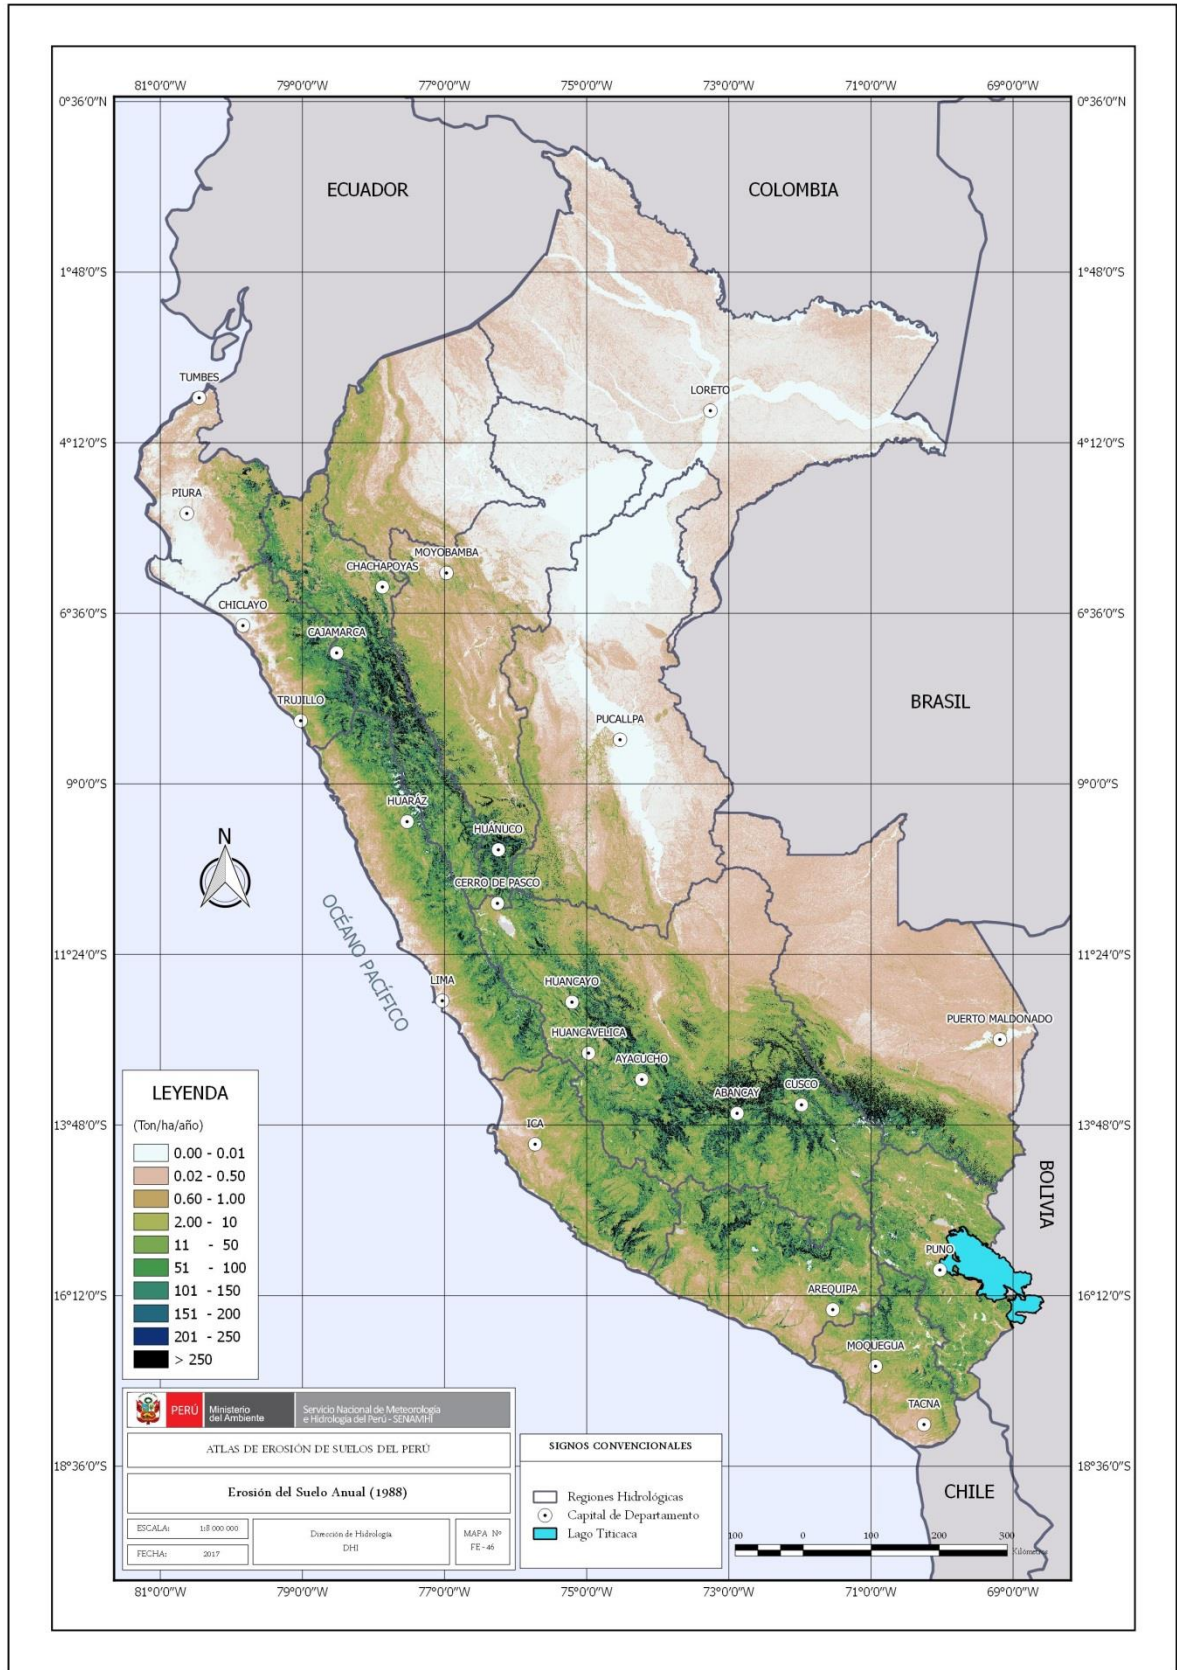 81°0'0"W 79°0'0"W 77°0'0"W 75°0'0"W 73°0'0"W 71°0'0"W 69°0'0"W
0°36'0"N 0°36'0"N
ECUADOR
COLOMBIA
1°48'0"S 1°48'0"S
TUMBES
LORETO
4°12'0"S 4°12'0"S
PIURA
MOYOBAMBA
CHACHAPOYAS
CHICLAYO
6°36'0"S 6°36'0"S
CAJAMARCA
TRUJILLO
BRASIL
PUCALLPA
9°0'0"S 9°0'0"S
HUARÁZ
N
HUÁNUCO
CERRO DE PASCO
OCÉANO PACÍFICO
11°24'0"S 11°24'0"S
LIMA
HUANCAYO
PUERTO MALDONADO
HUANCAVELICA
AYACUCHO
ABANCAY
CUSCO
13°48'0"S 13°48'0"S
ICA
BOLIVIA
PUNO
AREQUIPA
16°12'0"S 16°12'0"S
MOQUEGUA
TACNA
18°36'0"S 18°36'0"S
CHILE
LEYENDA
(Ton/ha/año)
0.00 - 0.01
0.02 - 0.50
0.60 - 1.00
2.00 - 10
11 - 50
51 - 100
101 - 150
151 - 200
201 - 250
> 250
PERÚ
Ministerio
del Ambiente
Servicio Nacional de Meteorología
e Hidrología del Perú - SENAMHI
ATLAS DE EROSIÓN DE SUELOS DEL PERÚ
Erosión del Suelo Anual (1988)
ESCALA: 1:8 000 000
FECHA: 2017
Dirección de Hidrología
DHI
MAPA Nº
FE - 46
SIGNOS CONVENCIONALES
Regiones Hidrológicas
Capital de Departamento
Lago Titicaca
100 0 100 200 300
Kilómetros
81°0'0"W 79°0'0"W 77°0'0"W 75°0'0"W 73°0'0"W 71°0'0"W 69°0'0"W